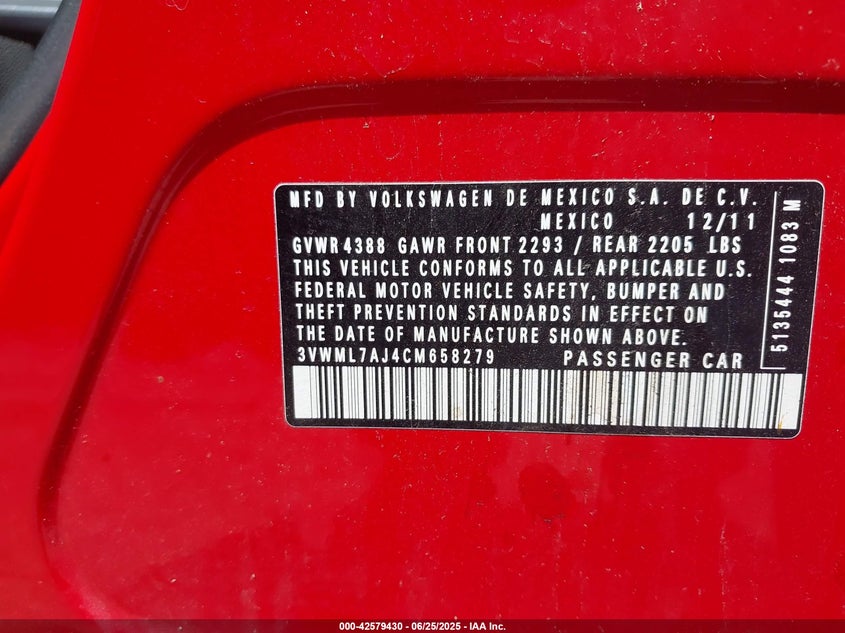 MFD BY VOLKSWAGEN DE MEXICO S.A. DE C.V.
MEXICO 12/11
GVWR 4388 GAWR FRONT 2293 / REAR 2205 LBS
THIS VEHICLE CONFORMS TO ALL APPLICABLE U.S.
FEDERAL MOTOR VEHICLE SAFETY, BUMPER AND
THEFT PREVENTION STANDARDS IN EFFECT ON
THE DATE OF MANUFACTURE SHOWN ABOVE.
3VWML7AJ4CM658279 PASSENGER CAR
5135444 1083 M
000-42579430 - 06/25/2025 - IAA Inc.